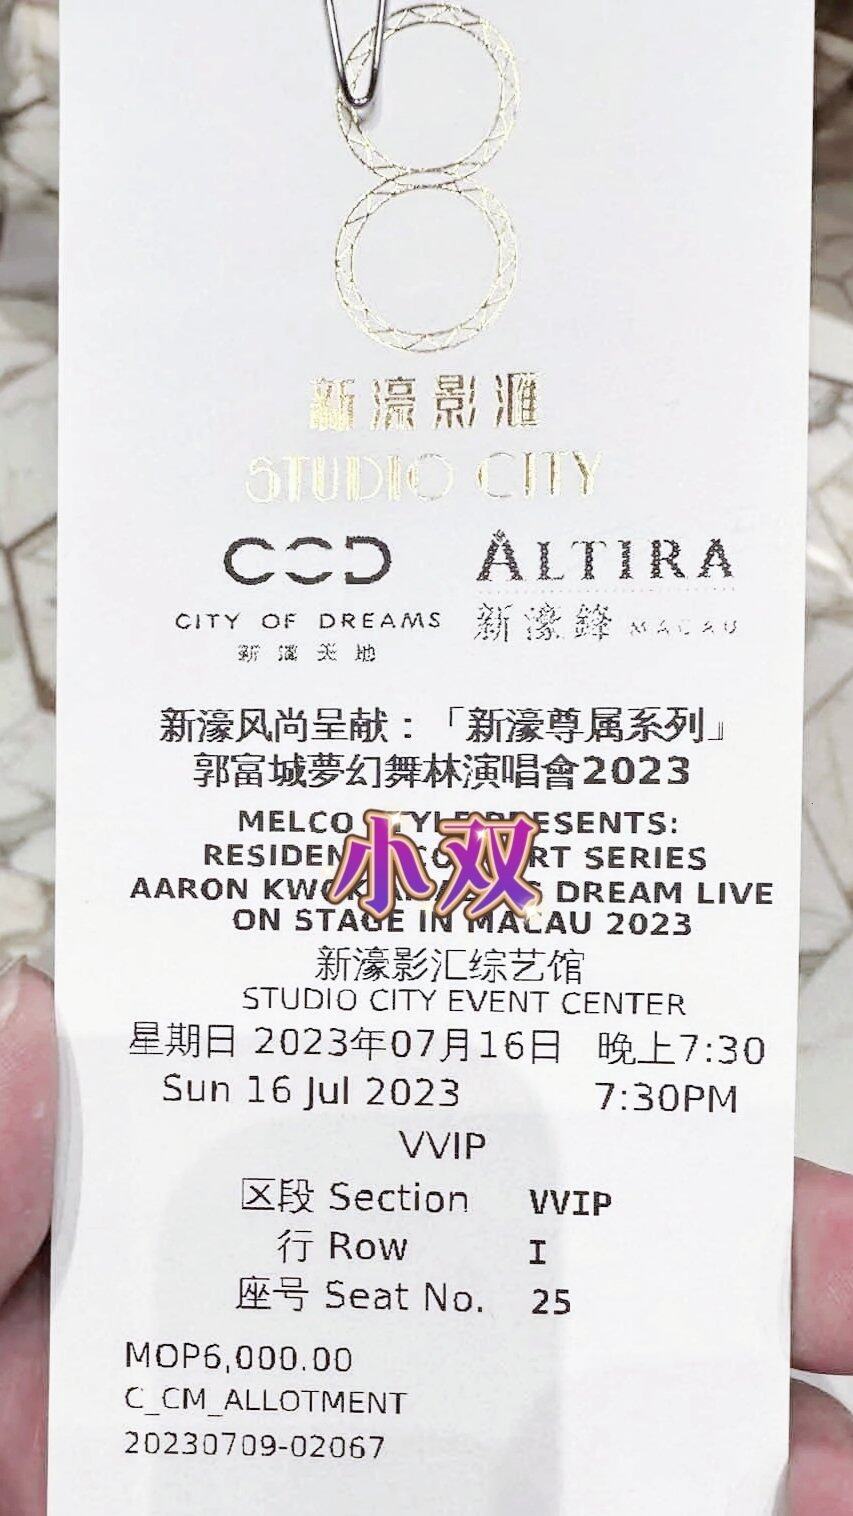 新濠影滙
STUDIO CITY
COD ALTIRA
CITY OF DREAMS 新濠鋒 MACAU
新濠天地
新濠风尚呈献：「新濠尊属系列」
郭富城夢幻舞林演唱會2023
MELCO STYLE PRESENTS:
RESIDENT CONCERT SERIES
小双
AARON KWOK DREAM LIVE
ON STAGE IN MACAU 2023
新濠影汇综艺馆
STUDIO CITY EVENT CENTER
星期日 2023年07月16日 晚上7:30
Sun 16 Jul 2023 7:30PM
VVIP
区段 Section VVIP
行 Row I
座号 Seat No. 25
MOP6,000.00
C_CM_ALLOTMENT
20230709-02067